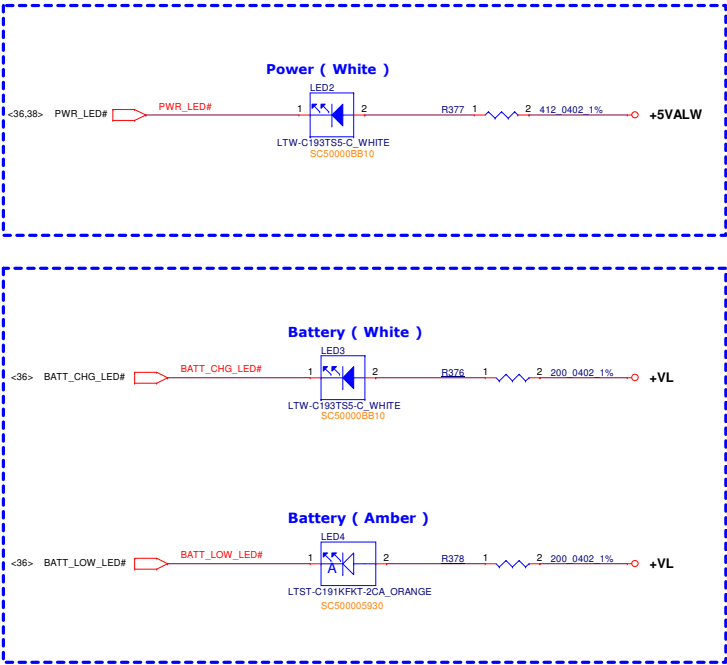 Power ( White )
LED2
<36,38> PWR_LED# PWR_LED# 1 2 R377 1 2 412_0402_1% +5VALW
LTW-C193TS5-C_WHITE
SC50000BB10
Battery ( White )
LED3
<36> BATT_CHG_LED# BATT_CHG_LED# 1 2 R376 1 2 200_0402_1% +VL
LTW-C193TS5-C_WHITE
SC50000BB10
Battery ( Amber )
LED4
<36> BATT_LOW_LED# BATT_LOW_LED# 1 2 R378 1 2 200_0402_1% +VL
A
LTST-C191KFKT-2CA_ORANGE
SC500005930